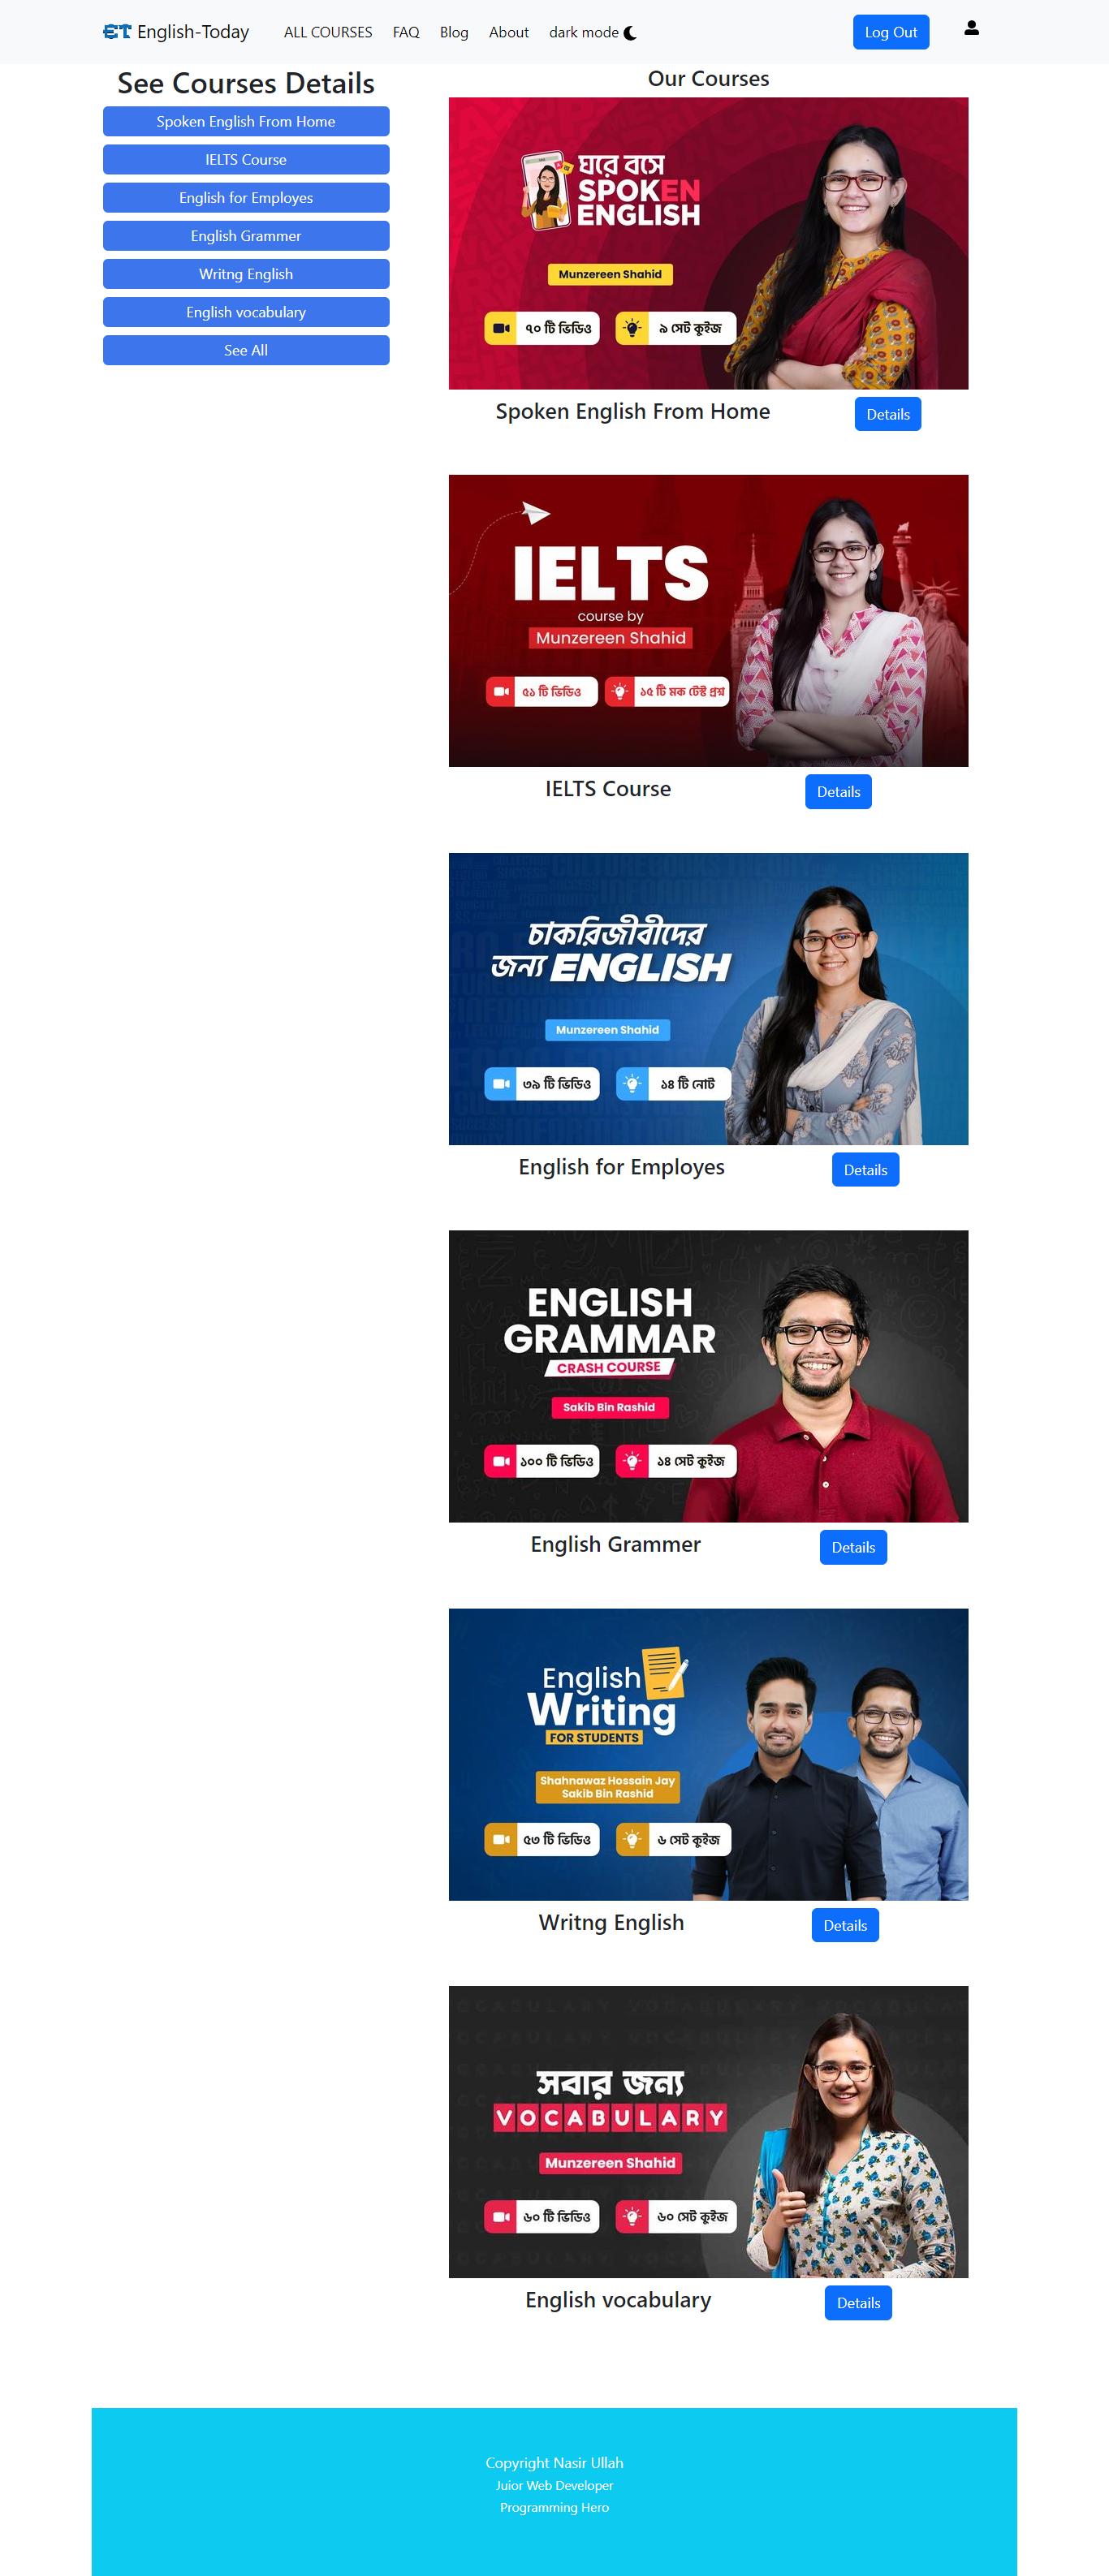 ET English-Today
ALL COURSES
FAQ
Blog
About
dark mode
Log Out
See Courses Details
Spoken English From Home
IELTS Course
English for Employes
English Grammer
Writng English
English vocabulary
See All
Our Courses
ঘরে বসে
SPOKEN
ENGLISH
Munzereen Shahid
৭০ টি ভিডিও
৯ সেট কুইজ
Spoken English From Home
Details
IELTS
course by
Munzereen Shahid
৫১ টি ভিডিও
১৫ টি মক টেস্ট প্রশ্ন
IELTS Course
Details
চাকরিজীবীদের
জন্য ENGLISH
Munzereen Shahid
৩৯ টি ভিডিও
১৪ টি নোট
English for Employes
Details
ENGLISH
GRAMMAR
CRASH COURSE
Sakib Bin Rashid
১০০ টি ভিডিও
১৪ সেট কুইজ
English Grammer
Details
English
Writing
FOR STUDENTS
Shahnawaz Hossain Jay
Sakib Bin Rashid
৫৩ টি ভিডিও
৬ সেট কুইজ
Writng English
Details
সবার জন্য
VOCABULARY
Munzereen Shahid
৬০ টি ভিডিও
৬০ সেট কুইজ
English vocabulary
Details
Copyright Nasir Ullah
Juior Web Developer
Programming Hero